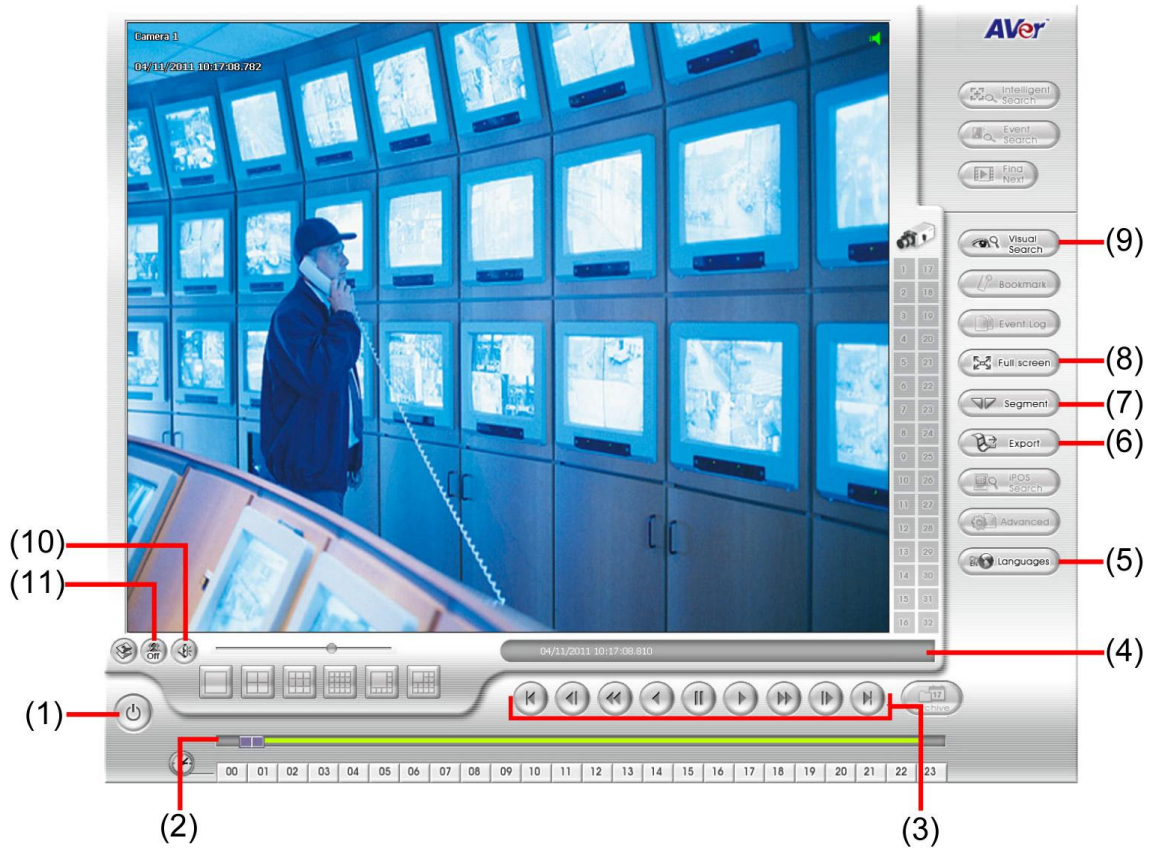 Camera 1
04/11/2011 10:17:08.782
AVer
Intelligent
Search
Event
Search
Find
Next
Visual
Search
(9)
Bookmark
Event Log
Full screen
(8)
Segment
(7)
Export
(6)
iPOS
Search
Advanced
Languages
(5)
1 17
2 18
3 19
4 20
5 21
6 22
7 23
8 24
9 25
10 26
11 27
12 28
13 29
14 30
15 31
16 32
(10)
(11)
Off
04/11/2011 10:17:08.810
(4)
(1)
17
Archive
(2)
00 01 02 03 04 05 06 07 08 09 10 11 12 13 14 15 16 17 18 19 20 21 22 23
(3)